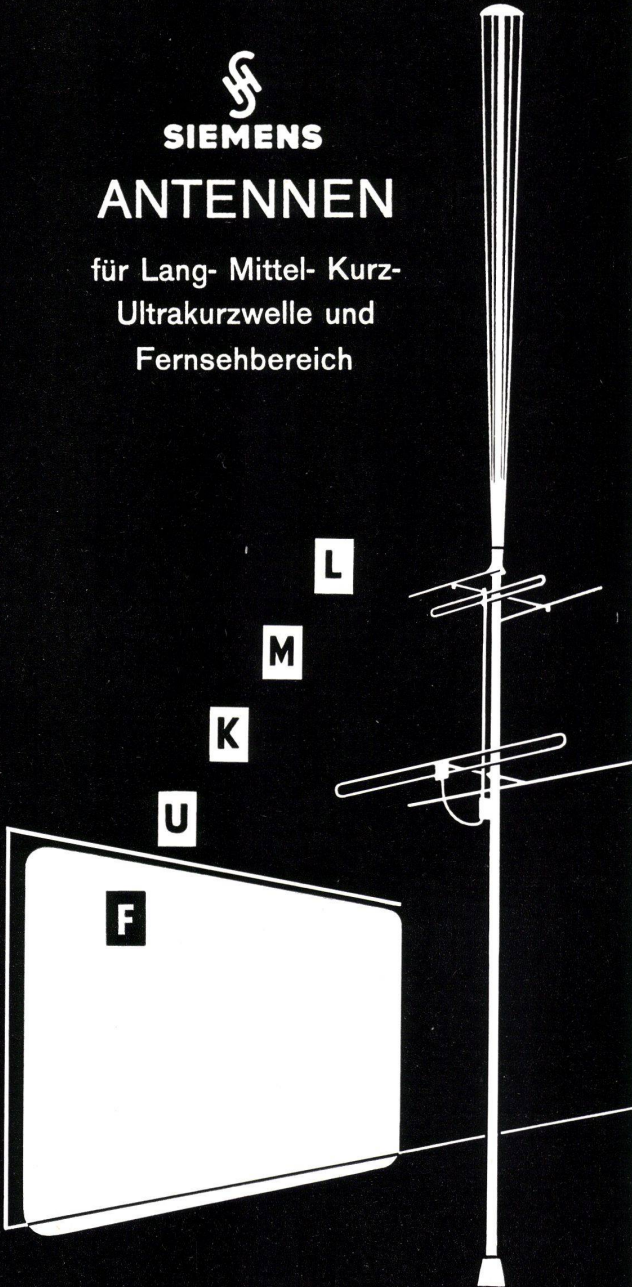 SIEMENS
ANTENNEN
für Lang- Mittel- Kurz-
Ultrakurzwelle und
Fernsehbereich
L
M
K
U
F